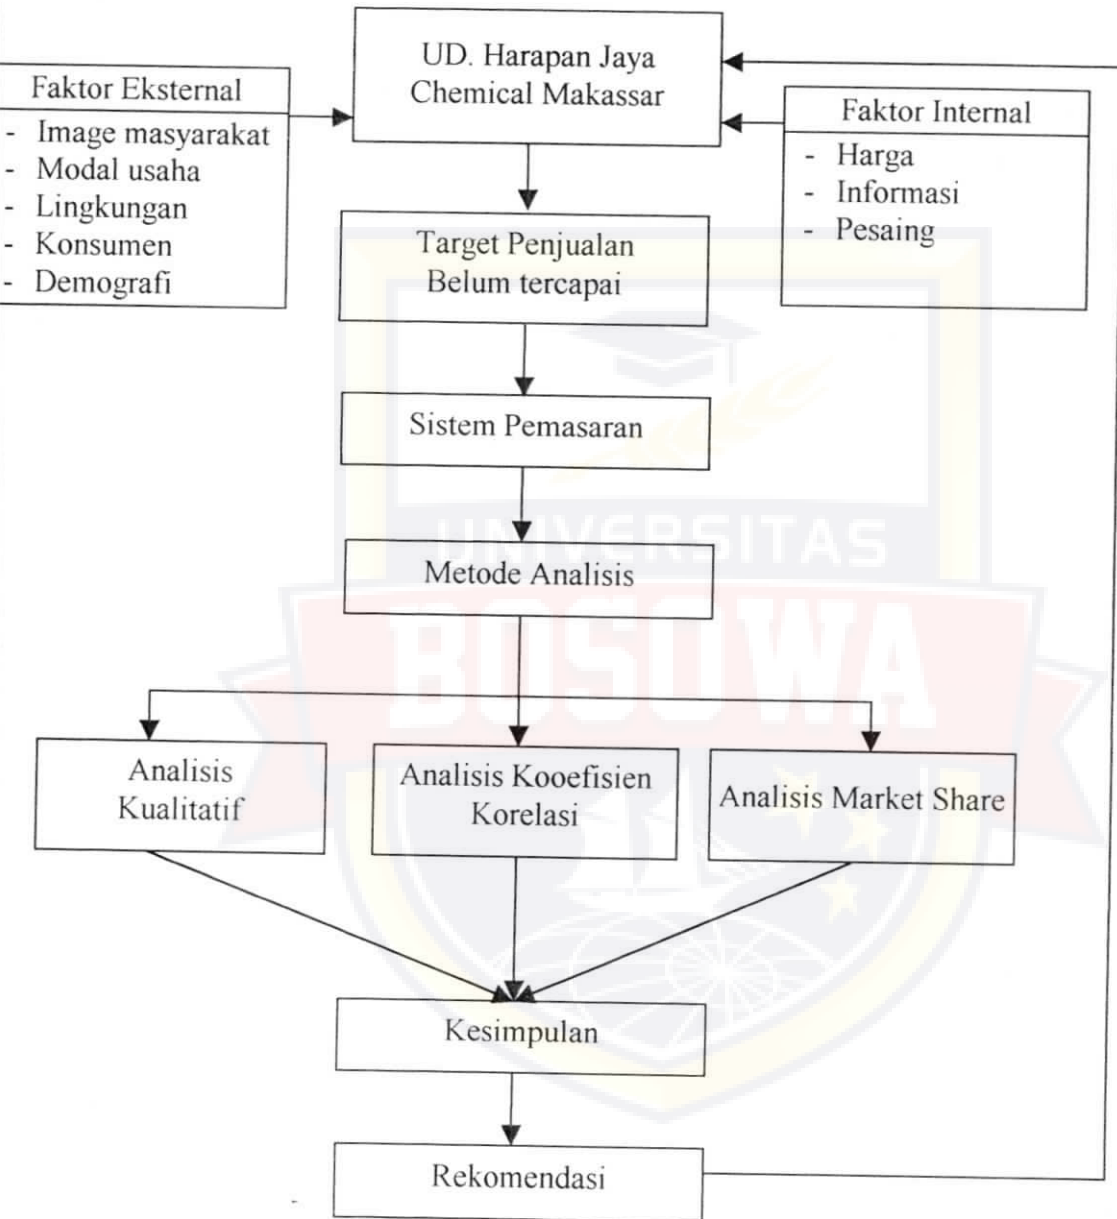 UD. Harapan Jaya
Chemical Makassar
Faktor Eksternal
- Image masyarakat
- Modal usaha
- Lingkungan
- Konsumen
- Demografi
Faktor Internal
- Harga
- Informasi
- Pesaing
Target Penjualan
Belum tercapai
Sistem Pemasaran
Metode Analisis
UNIVERSITAS
BOSOWA
Analisis
Kualitatif
Analisis Kooefisien
Korelasi
Analisis Market Share
Kesimpulan
Rekomendasi